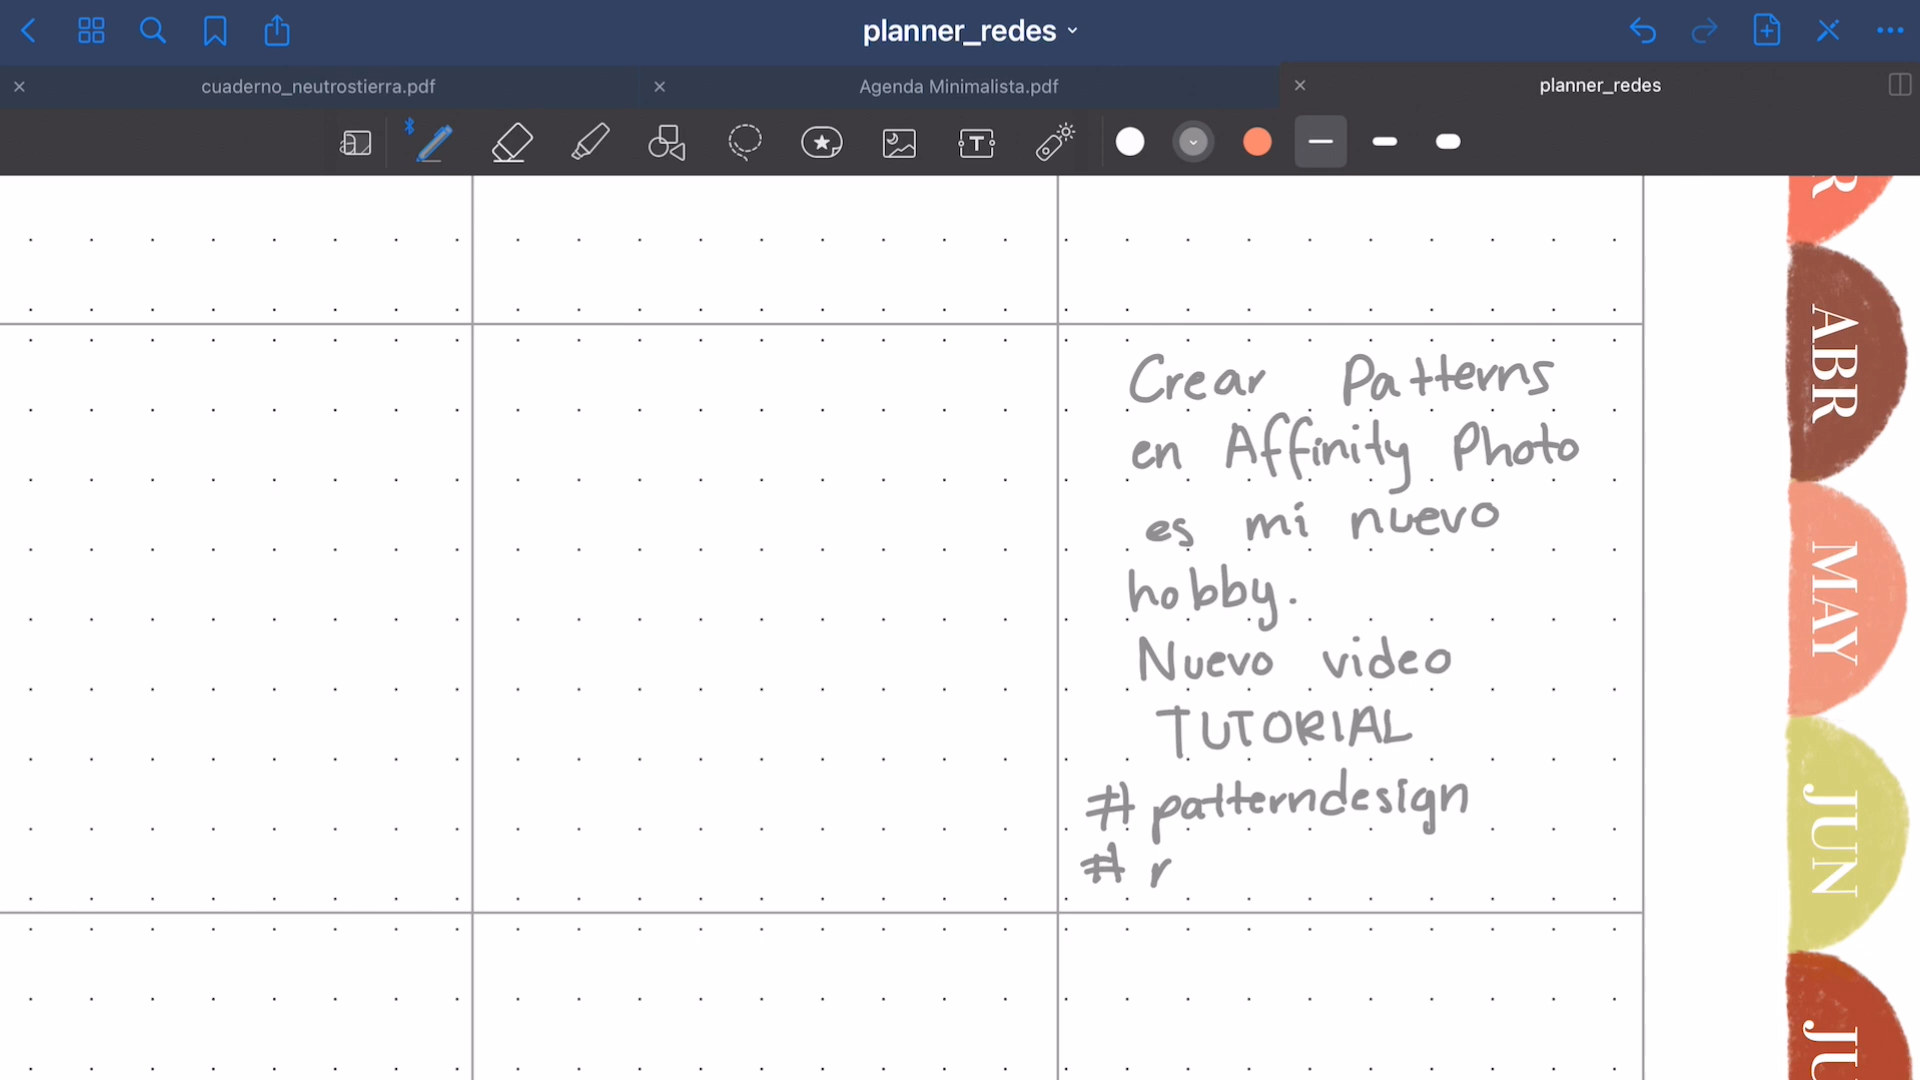 planner_redes
cuaderno_neutrostierra.pdf
Agenda Minimalista.pdf
planner_redes
R
ABR
MAY
JUN
JU
Crear Patterns
en Affinity Photo
es mi nuevo
hobby.
Nuevo video
TUTORIAL
# patterndesign
# r